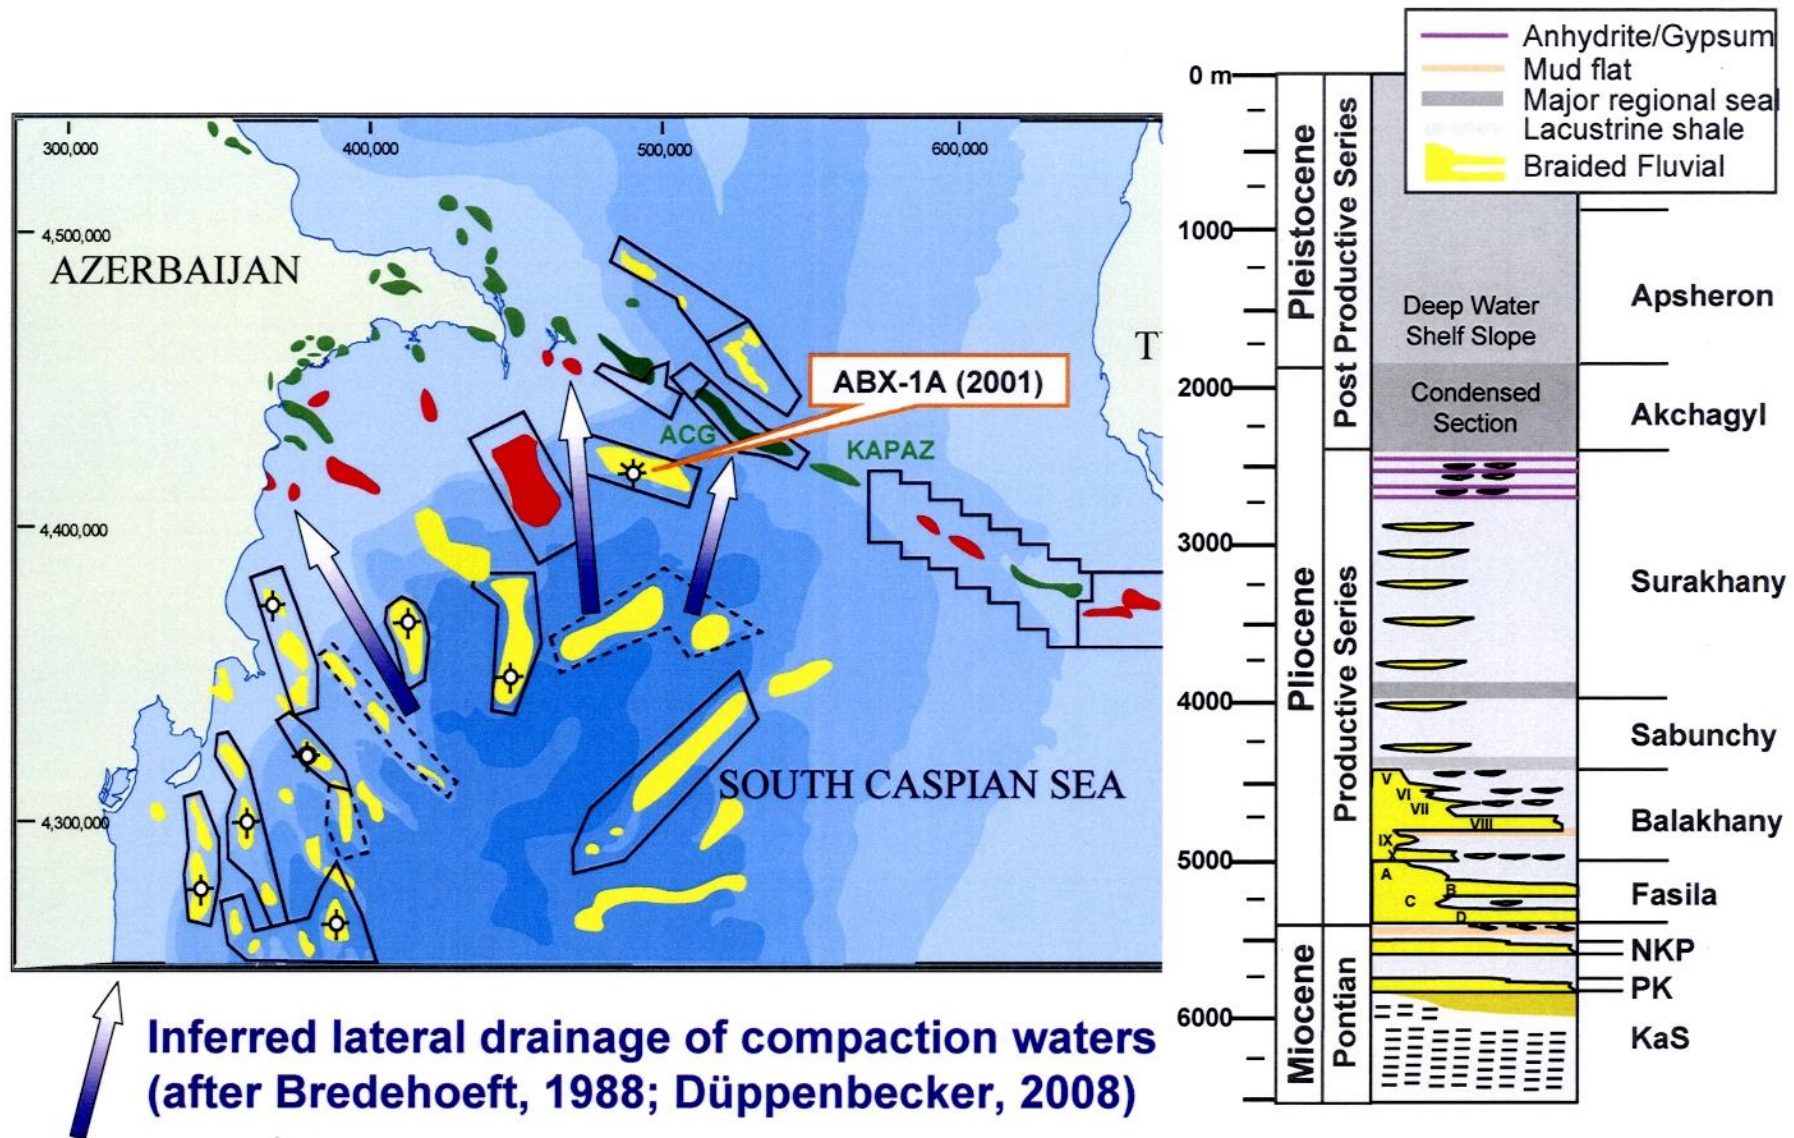 300,000
400,000
500,000
600,000
4,500,000
AZERBAIJAN
T
ABX-1A (2001)
ACG
KAPAZ
4,400,000
SOUTH CASPIAN SEA
4,300,000
Inferred lateral drainage of compaction waters
(after Bredehoeft, 1988; Düppenbecker, 2008)
Anhydrite/Gypsum
Mud flat
Major regional seal
Lacustrine shale
Braided Fluvial
0 m
1000
2000
3000
4000
5000
6000
Pleistocene
Pliocene
Miocene
Post Productive Series
Productive Series
Pontian
Deep Water
Shelf Slope
Condensed
Section
V
VI
VII
VIII
IX
X
A
B
C
D
Apsheron
Akchagyl
Surakhany
Sabunchy
Balakhany
Fasila
NKP
PK
KaS